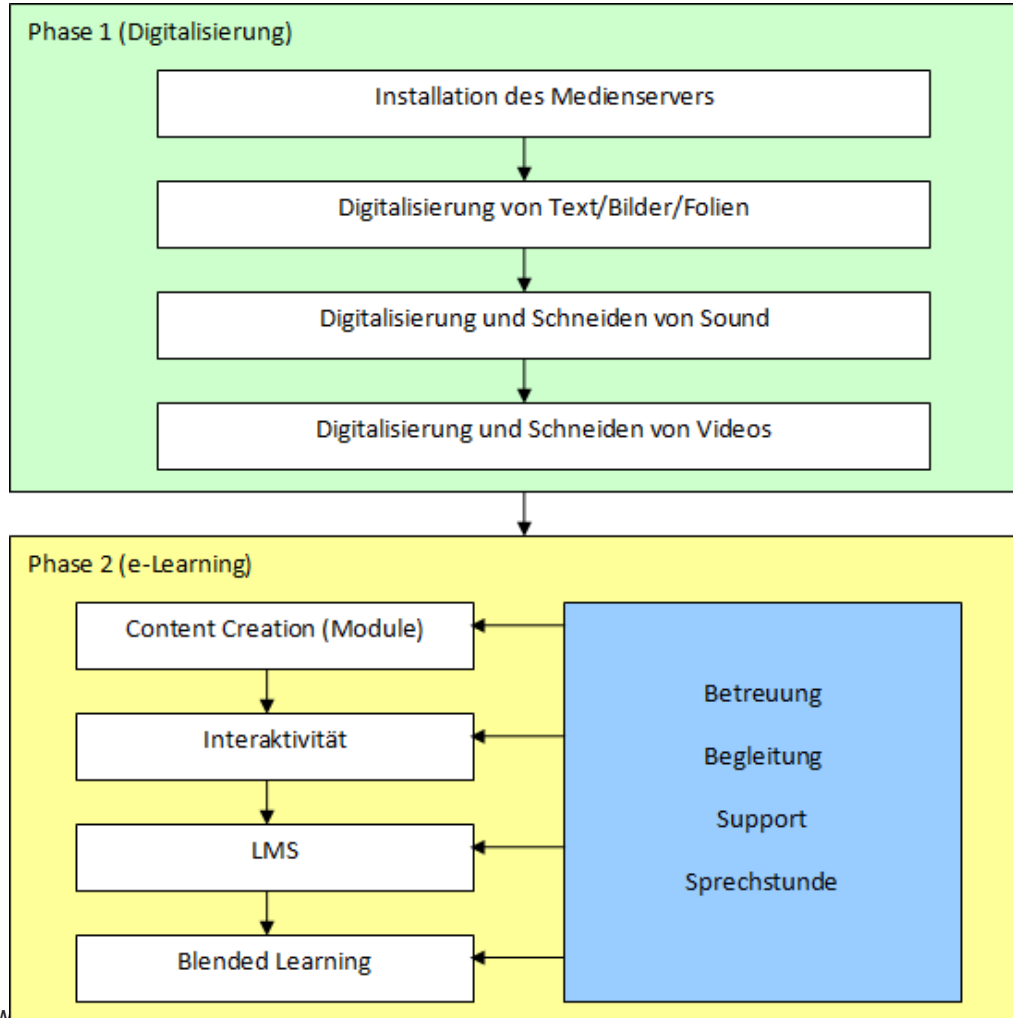 Phase 1 (Digitalisierung)
Installation des Medienservers
Digitalisierung von Text/Bilder/Folien
Digitalisierung und Schneiden von Sound
Digitalisierung und Schneiden von Videos
Phase 2 (e-Learning)
Content Creation (Module)
Interaktivität
LMS
Blended Learning
Betreuung
Begleitung
Support
Sprechstunde